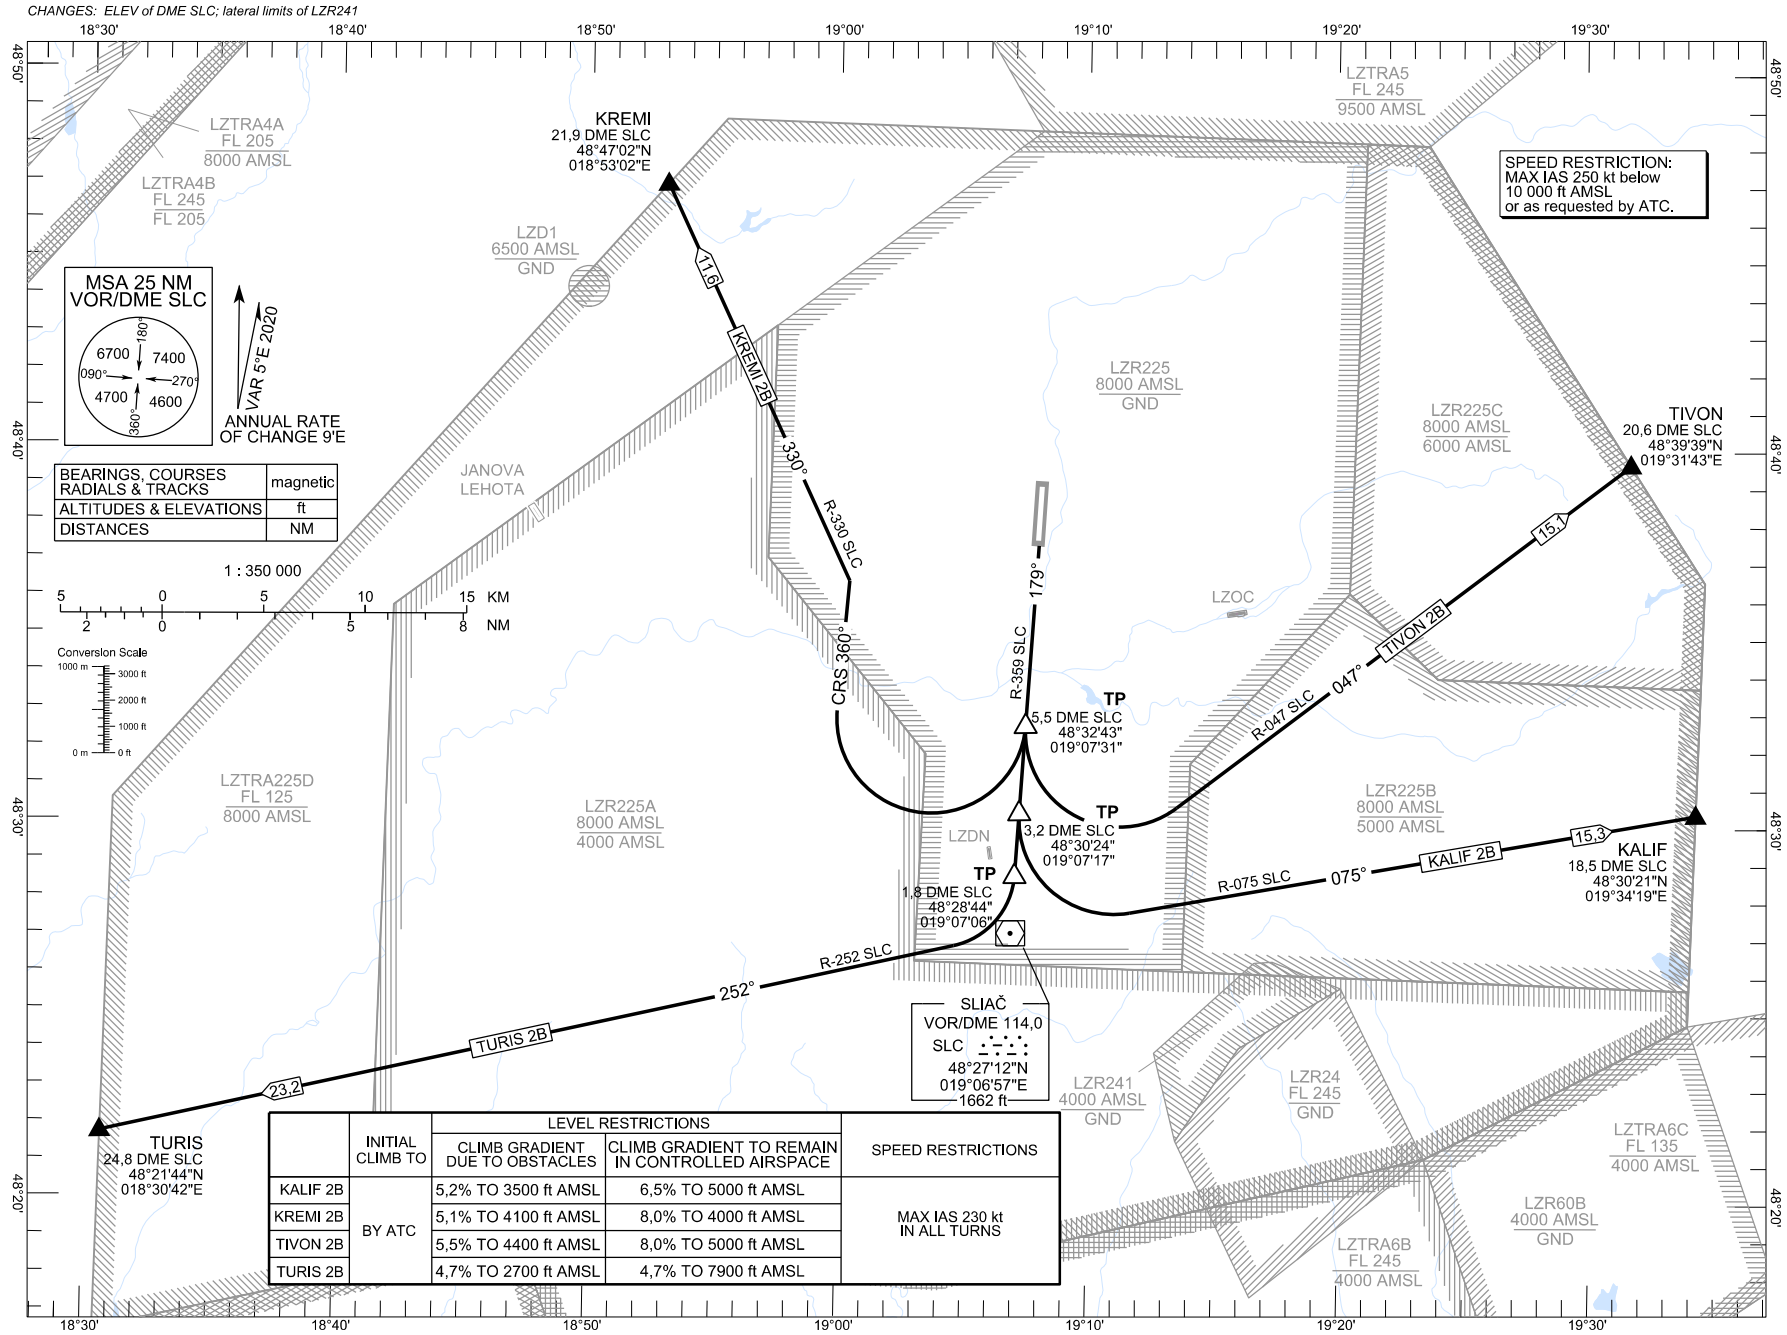 CHANGES: ELEV of DME SLC; lateral limits of LZR241
18°30'
18°40'
18°50'
19°00'
19°10'
19°20'
19°30'
48°50'
48°50'
LZTRA4A
FL 205
8000 AMSL
LZTRA4B
FL 245
FL 205
KREMI
21,9 DME SLC
48°47'02"N
018°53'02"E
LZTRA5
FL 245
9500 AMSL
SPEED RESTRICTION:
MAX IAS 250 kt below
10 000 ft AMSL
or as requested by ATC.
LZD1
6500 AMSL
GND
MSA 25 NM
VOR/DME SLC
180°
6700
7400
090°
270°
4700
4600
360°
VAR 5°E 2020
ANNUAL RATE
OF CHANGE 9'E
11,6
KREMI 2B
330°
R-330 SLC
CRS 360°
LZR225
8000 AMSL
GND
LZR225C
8000 AMSL
6000 AMSL
TIVON
20,6 DME SLC
48°39'39"N
019°31'43"E
48°40'
48°40'
BEARINGS, COURSES
RADIALS & TRACKS
magnetic
ALTITUDES & ELEVATIONS
ft
DISTANCES
NM
JANOVA
LEHOTA
1 : 350 000
5 0 5 10 15 KM
2 0 5 8 NM
Conversion Scale
1000 m
3000 ft
2000 ft
1000 ft
0 m
0 ft
179°
R-359 SLC
LZOC
15,1
TIVON 2B
047°
R-047 SLC
TP
5,5 DME SLC
48°32'43"
019°07'31"
LZTRA225D
FL 125
8000 AMSL
LZR225A
8000 AMSL
4000 AMSL
LZR225B
8000 AMSL
5000 AMSL
48°30'
48°30'
LZDN
TP
3,2 DME SLC
48°30'24"
019°07'17"
TP
1,8 DME SLC
48°28'44"
019°07'06"
R-075 SLC
075°
KALIF 2B
15,3
KALIF
18,5 DME SLC
48°30'21"N
019°34'19"E
R-252 SLC
252°
TURIS 2B
23,2
SLIAČ
VOR/DME 114,0
SLC
48°27'12"N
019°06'57"E
1662 ft
LZR241
4000 AMSL
GND
LZR24
FL 245
GND
LZTRA6C
FL 135
4000 AMSL
LZR60B
4000 AMSL
GND
LZTRA6B
FL 245
4000 AMSL
TURIS
24,8 DME SLC
48°21'44"N
018°30'42"E
48°20'
48°20'
INITIAL
CLIMB TO
LEVEL RESTRICTIONS
CLIMB GRADIENT
DUE TO OBSTACLES
CLIMB GRADIENT TO REMAIN
IN CONTROLLED AIRSPACE
SPEED RESTRICTIONS
KALIF 2B
5,2% TO 3500 ft AMSL
6,5% TO 5000 ft AMSL
KREMI 2B
5,1% TO 4100 ft AMSL
8,0% TO 4000 ft AMSL
TIVON 2B
5,5% TO 4400 ft AMSL
8,0% TO 5000 ft AMSL
TURIS 2B
4,7% TO 2700 ft AMSL
4,7% TO 7900 ft AMSL
BY ATC
MAX IAS 230 kt
IN ALL TURNS
18°30'
18°40'
18°50'
19°00'
19°10'
19°20'
19°30'